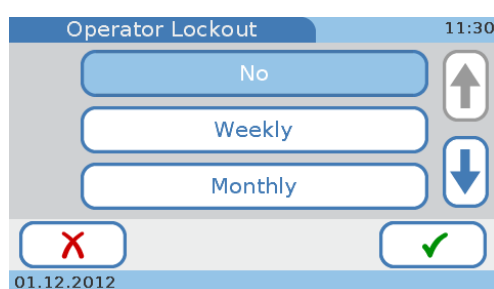 Operator Lockout 11:30
No
Weekly
Monthly
01.12.2012